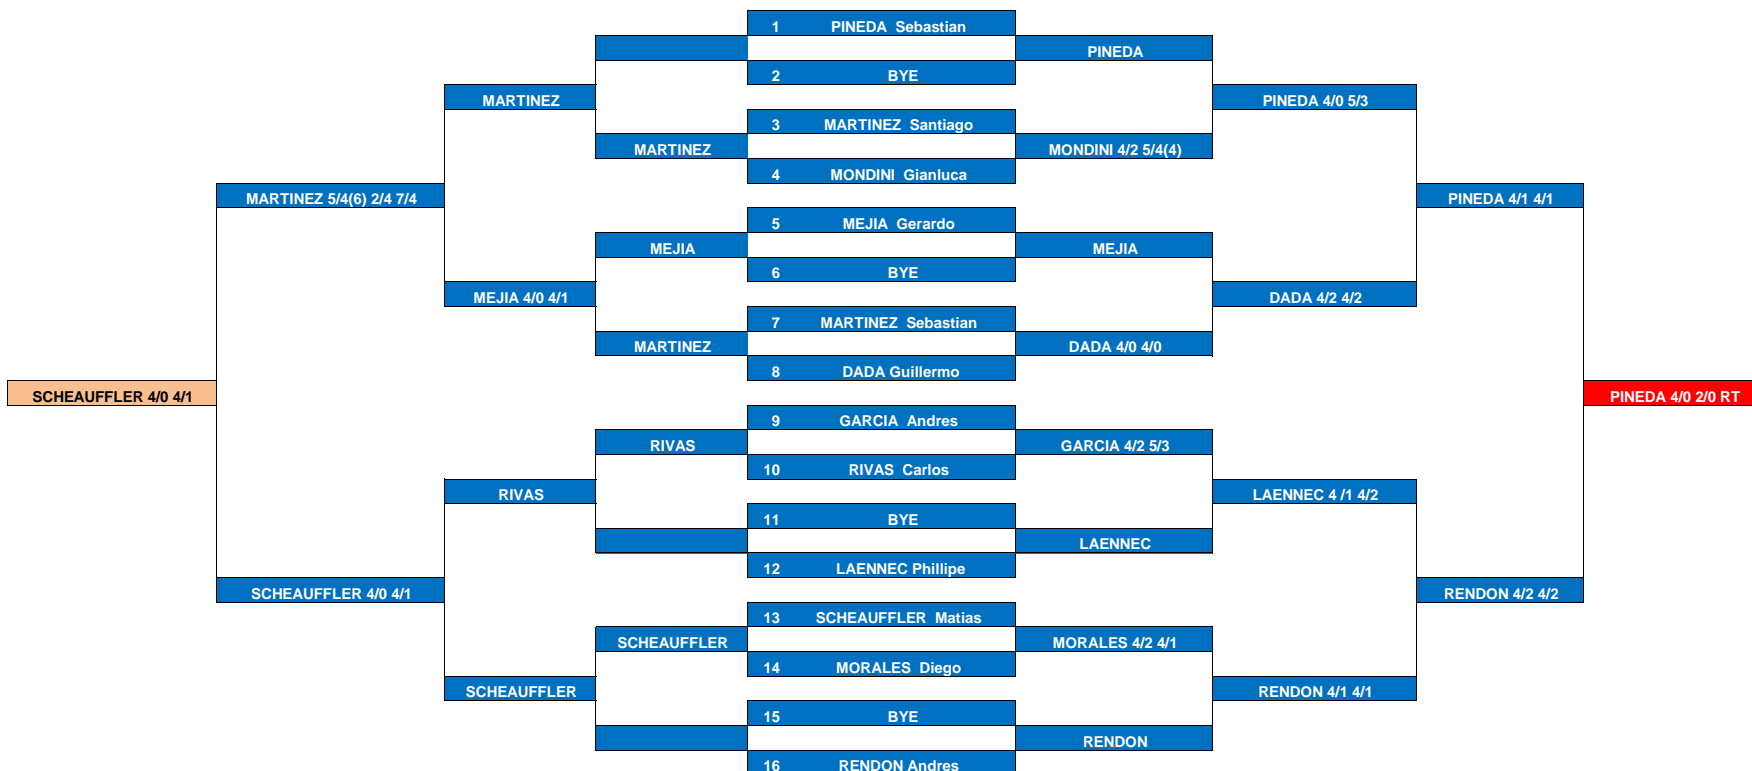 1 PINEDA Sebastian
PINEDA
2 BYE
MARTINEZ PINEDA 4/0 5/3
3 MARTINEZ Santiago
MARTINEZ MONDINI 4/2 5/4(4)
4 MONDINI Gianluca
MARTINEZ 5/4(6) 2/4 7/4 PINEDA 4/1 4/1
5 MEJIA Gerardo
MEJIA MEJIA
6 BYE
MEJIA 4/0 4/1 DADA 4/2 4/2
7 MARTINEZ Sebastian
MARTINEZ DADA 4/0 4/0
8 DADA Guillermo
SCHEAUFFLER 4/0 4/1 PINEDA 4/0 2/0 RT
9 GARCIA Andres
RIVAS GARCIA 4/2 5/3
10 RIVAS Carlos
RIVAS LAENNEC 4 /1 4/2
11 BYE
LAENNEC
12 LAENNEC Phillipe
SCHEAUFFLER 4/0 4/1 RENDON 4/2 4/2
13 SCHEAUFFLER Matias
SCHEAUFFLER MORALES 4/2 4/1
14 MORALES Diego
SCHEAUFFLER RENDON 4/1 4/1
15 BYE
RENDON
16 RENDON Andres